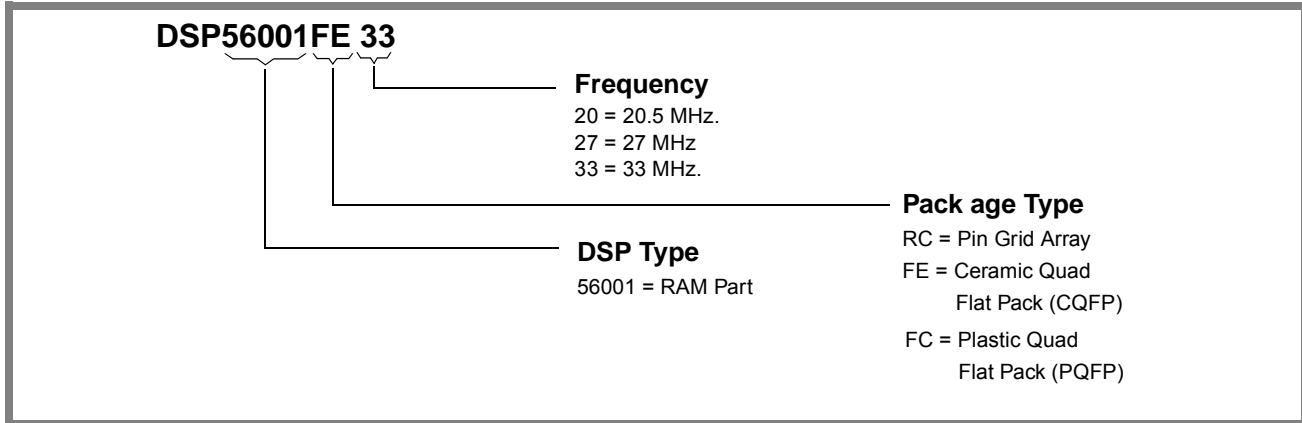 DSP56001FE 33
Frequency
20 = 20.5 MHz.
27 = 27 MHz
33 = 33 MHz.
Pack age Type
RC = Pin Grid Array
FE = Ceramic Quad
Flat Pack (CQFP)
FC = Plastic Quad
Flat Pack (PQFP)
DSP Type
56001 = RAM Part